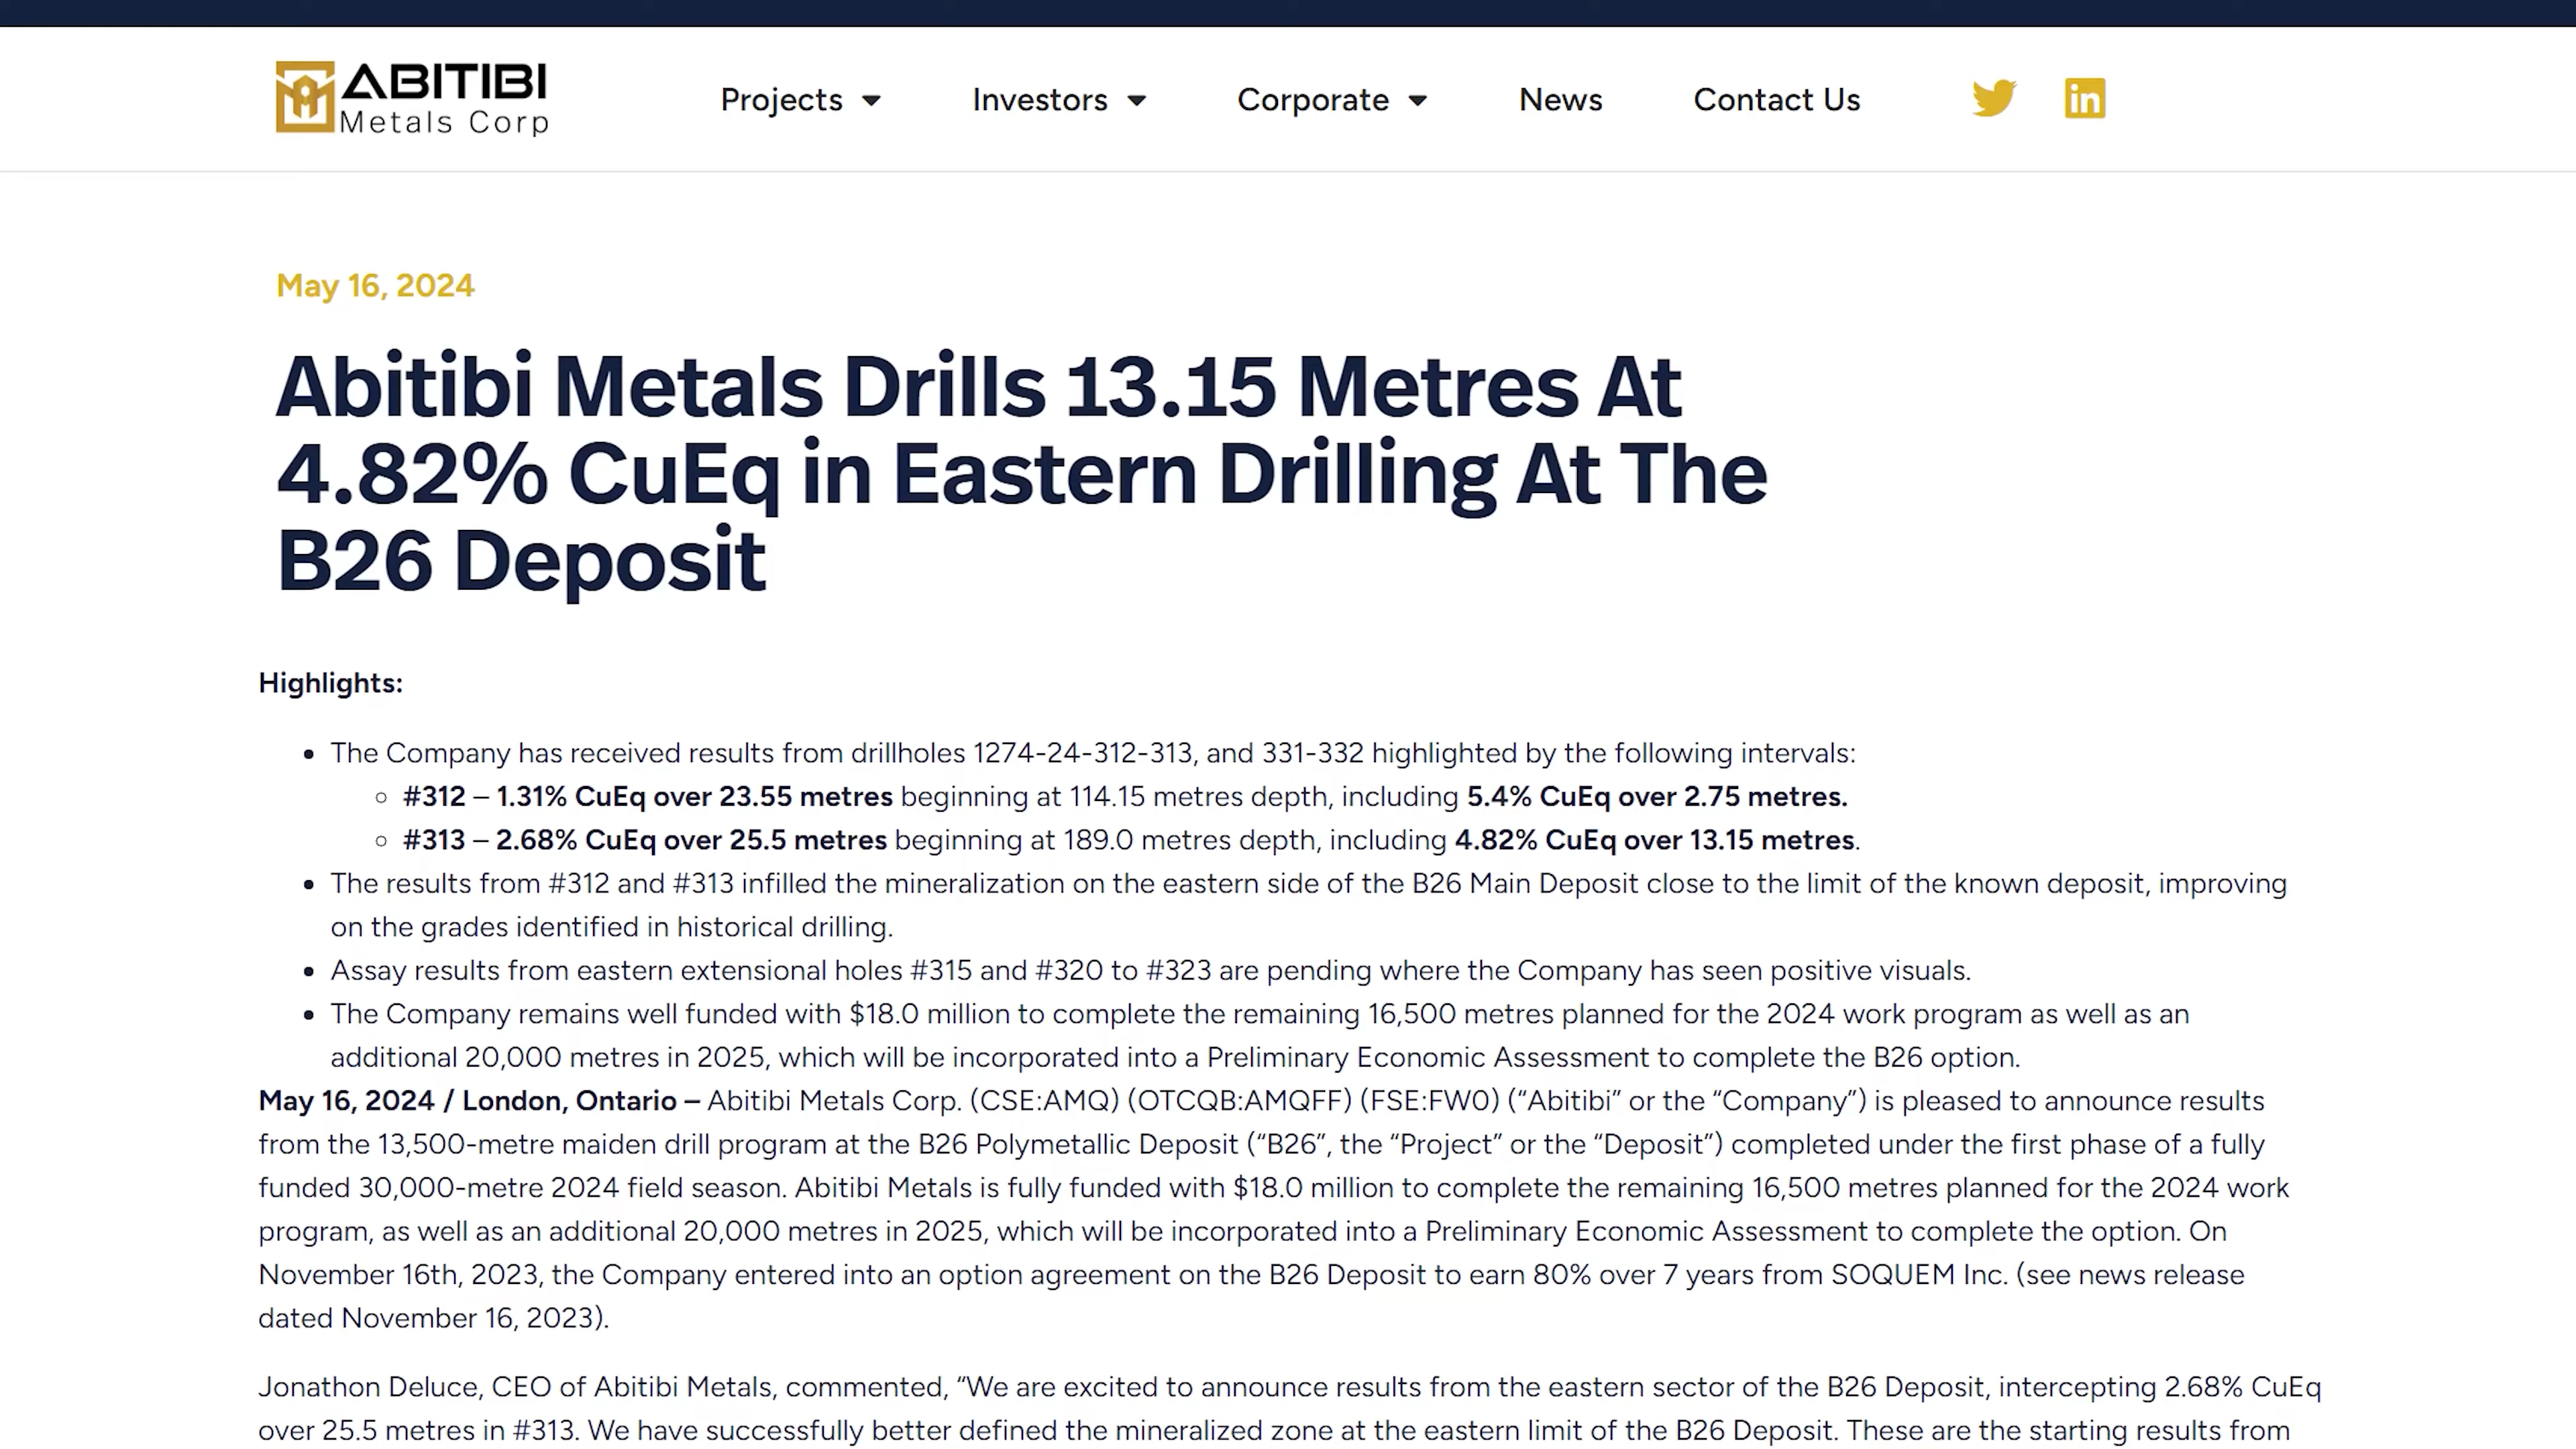 ABITIBI
Metals Corp
Projects
Investors
Corporate
News
Contact Us
in
May 16, 2024
Abitibi Metals Drills 13.15 Metres At
4.82% CuEq in Eastern Drilling At The
B26 Deposit
Highlights:
• The Company has received results from drillholes 1274-24-312-313, and 331-332 highlighted by the following intervals:
◦ #312 – 1.31% CuEq over 23.55 metres beginning at 114.15 metres depth, including 5.4% CuEq over 2.75 metres.
◦ #313 – 2.68% CuEq over 25.5 metres beginning at 189.0 metres depth, including 4.82% CuEq over 13.15 metres.
• The results from #312 and #313 infilled the mineralization on the eastern side of the B26 Main Deposit close to the limit of the known deposit, improving
on the grades identified in historical drilling.
• Assay results from eastern extensional holes #315 and #320 to #323 are pending where the Company has seen positive visuals.
• The Company remains well funded with $18.0 million to complete the remaining 16,500 metres planned for the 2024 work program as well as an
additional 20,000 metres in 2025, which will be incorporated into a Preliminary Economic Assessment to complete the B26 option.
May 16, 2024 / London, Ontario – Abitibi Metals Corp. (CSE:AMQ) (OTCQB:AMQFF) (FSE:FW0) (“Abitibi” or the “Company”) is pleased to announce results
from the 13,500-metre maiden drill program at the B26 Polymetallic Deposit (“B26”, the “Project” or the “Deposit”) completed under the first phase of a fully
funded 30,000-metre 2024 field season. Abitibi Metals is fully funded with $18.0 million to complete the remaining 16,500 metres planned for the 2024 work
program, as well as an additional 20,000 metres in 2025, which will be incorporated into a Preliminary Economic Assessment to complete the option. On
November 16th, 2023, the Company entered into an option agreement on the B26 Deposit to earn 80% over 7 years from SOQUEM Inc. (see news release
dated November 16, 2023).
Jonathon Deluce, CEO of Abitibi Metals, commented, “We are excited to announce results from the eastern sector of the B26 Deposit, intercepting 2.68% CuEq
over 25.5 metres in #313. We have successfully better defined the mineralized zone at the eastern limit of the B26 Deposit. These are the starting results from